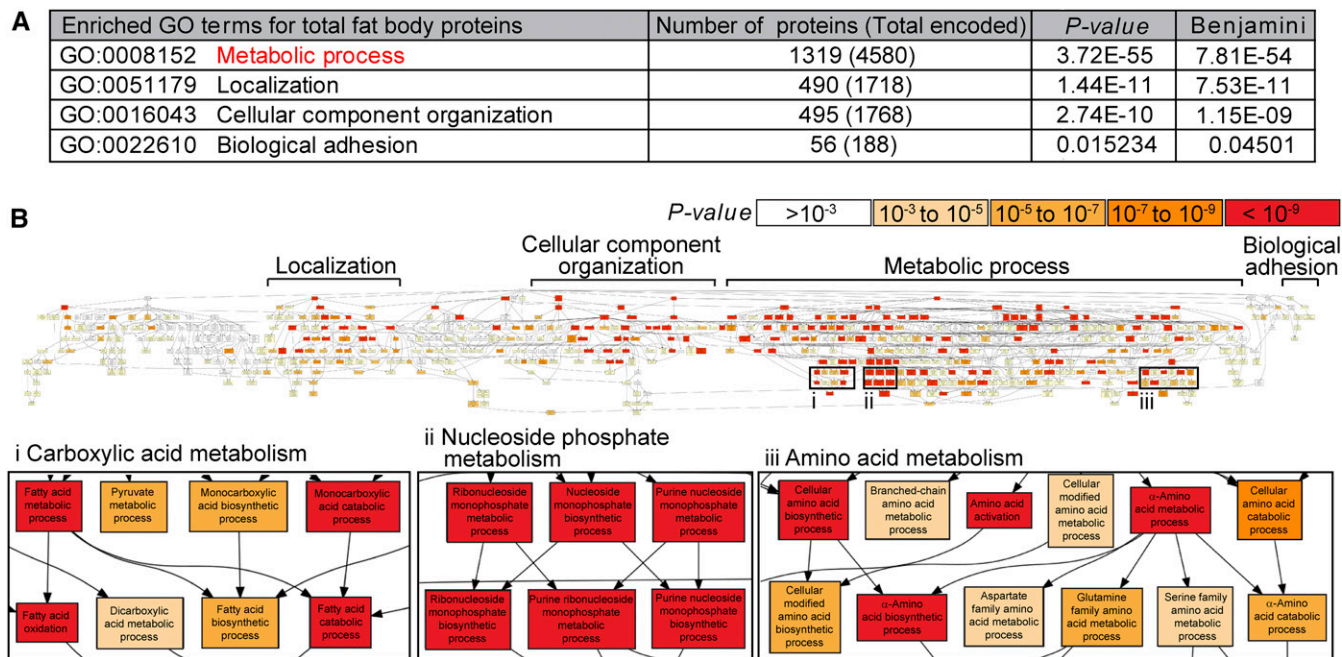 A
Enriched GO terms for total fat body proteins Number of proteins (Total encoded) P-value Benjamini
GO:0008152 Metabolic process 1319 (4580) 3.72E-55 7.81E-54
GO:0051179 Localization 490 (1718) 1.44E-11 7.53E-11
GO:0016043 Cellular component organization 495 (1768) 2.74E-10 1.15E-09
GO:0022610 Biological adhesion 56 (188) 0.015234 0.04501
B
P-value >10⁻³ 10⁻³ to 10⁻⁵ 10⁻⁵ to 10⁻⁷ 10⁻⁷ to 10⁻⁹ < 10⁻⁹
Localization
Cellular component
organization
Metabolic process
Biological
adhesion
i
ii
iii
i Carboxylic acid metabolism
Fatty acid
metabolic
process
Pyruvate
metabolic
process
Monocarboxylic
acid biosynthetic
process
Monocarboxylic
acid catabolic
process
Fatty acid
oxidation
Dicarboxylic
acid metabolic
process
Fatty acid
biosynthetic
process
Fatty acid
catabolic
process
ii Nucleoside phosphate
metabolism
Ribonucleoside
monophosphate
metabolic
process
Nucleoside
monophosphate
biosynthetic
process
Purine nucleoside
monophosphate
metabolic
process
Ribonucleoside
monophosphate
biosynthetic
process
Purine ribonucleoside
monophosphate
metabolic
process
Purine nucleoside
monophosphate
biosynthetic
process
iii Amino acid metabolism
Cellular
amino acid
biosynthetic
process
Branched-chain
amino acid
metabolic
process
Amino acid
activation
Cellular
modified
amino acid
metabolic
process
α-Amino
acid metabolic
process
Cellular
amino acid
catabolic
process
Cellular
modified
amino acid
biosynthetic
process
α-Amino
acid biosynthetic
process
Aspartate
family amino
acid metabolic
process
Glutamine
family amino
acid metabolic
process
Serine family
amino acid
metabolic
process
α-Amino
acid catabolic
process